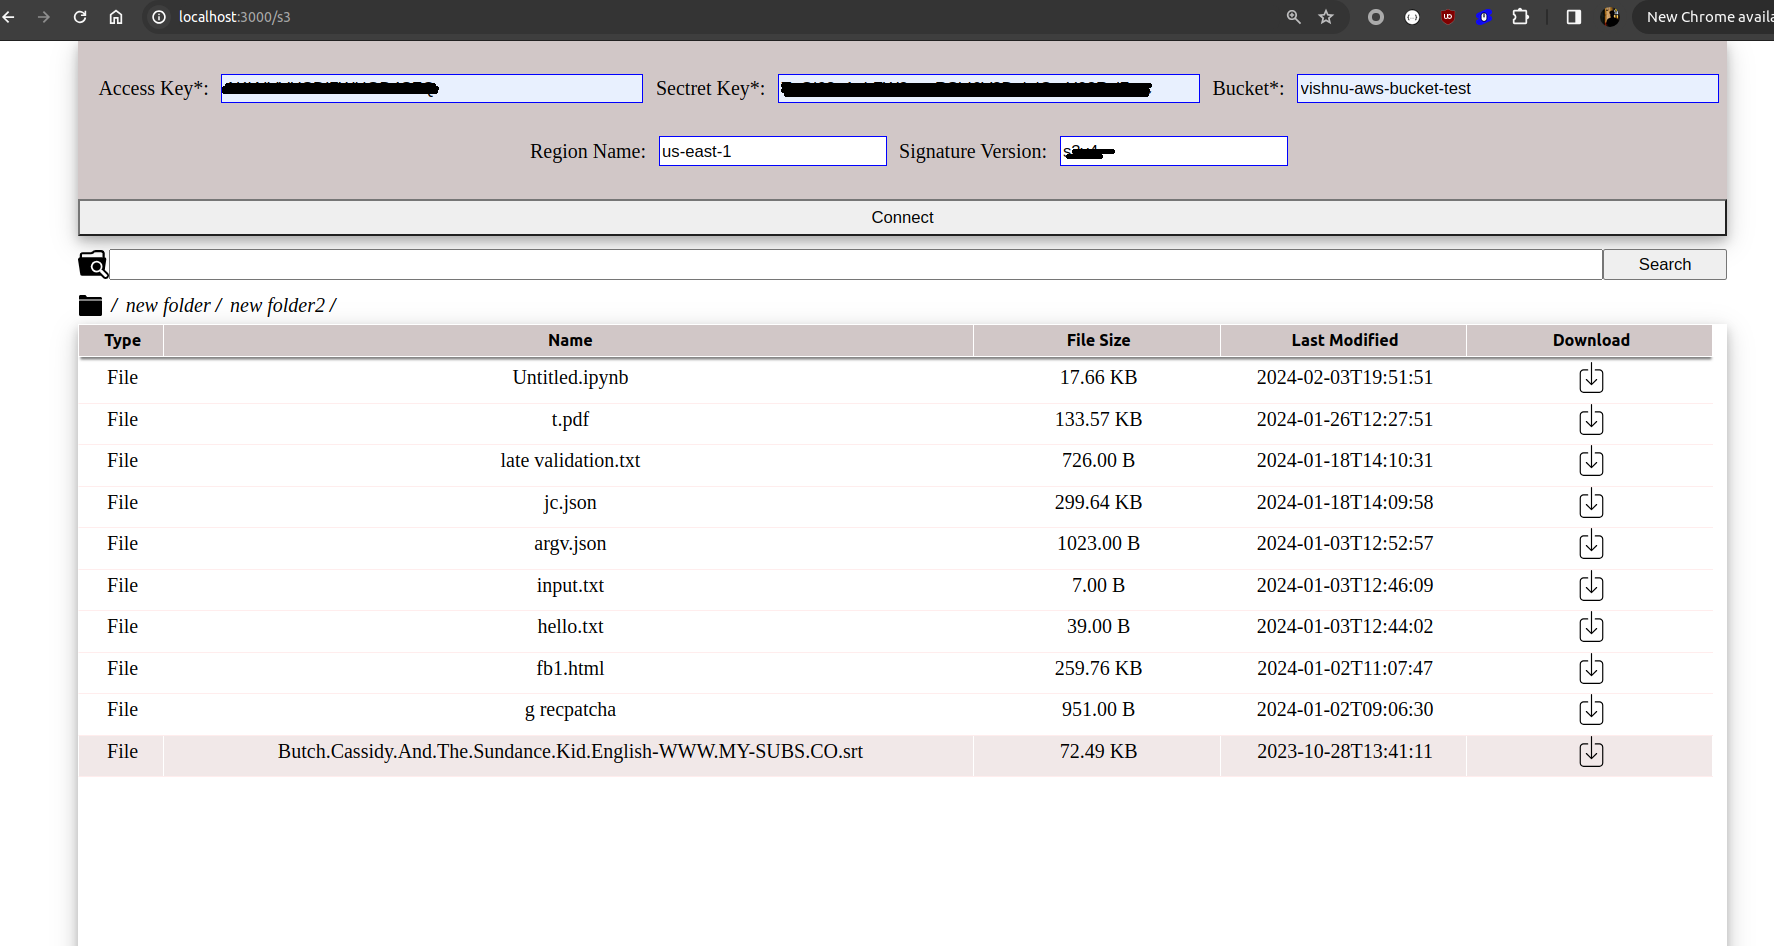 localhost:3000/s3 New Chrome availa
Access Key*: Sectret Key*: Bucket*: vishnu-aws-bucket-test
Region Name: us-east-1 Signature Version:
Connect
Search
/ new folder / new folder2 /
Type Name File Size Last Modified Download
File Untitled.ipynb 17.66 KB 2024-02-03T19:51:51
File t.pdf 133.57 KB 2024-01-26T12:27:51
File late validation.txt 726.00 B 2024-01-18T14:10:31
File jc.json 299.64 KB 2024-01-18T14:09:58
File argv.json 1023.00 B 2024-01-03T12:52:57
File input.txt 7.00 B 2024-01-03T12:46:09
File hello.txt 39.00 B 2024-01-03T12:44:02
File fb1.html 259.76 KB 2024-01-02T11:07:47
File g recpatcha 951.00 B 2024-01-02T09:06:30
File Butch.Cassidy.And.The.Sundance.Kid.English-WWW.MY-SUBS.CO.srt 72.49 KB 2023-10-28T13:41:11